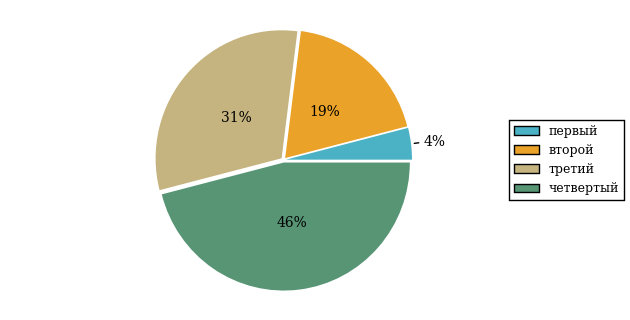 31%
19%
4%
46%
первый
второй
третий
четвертый